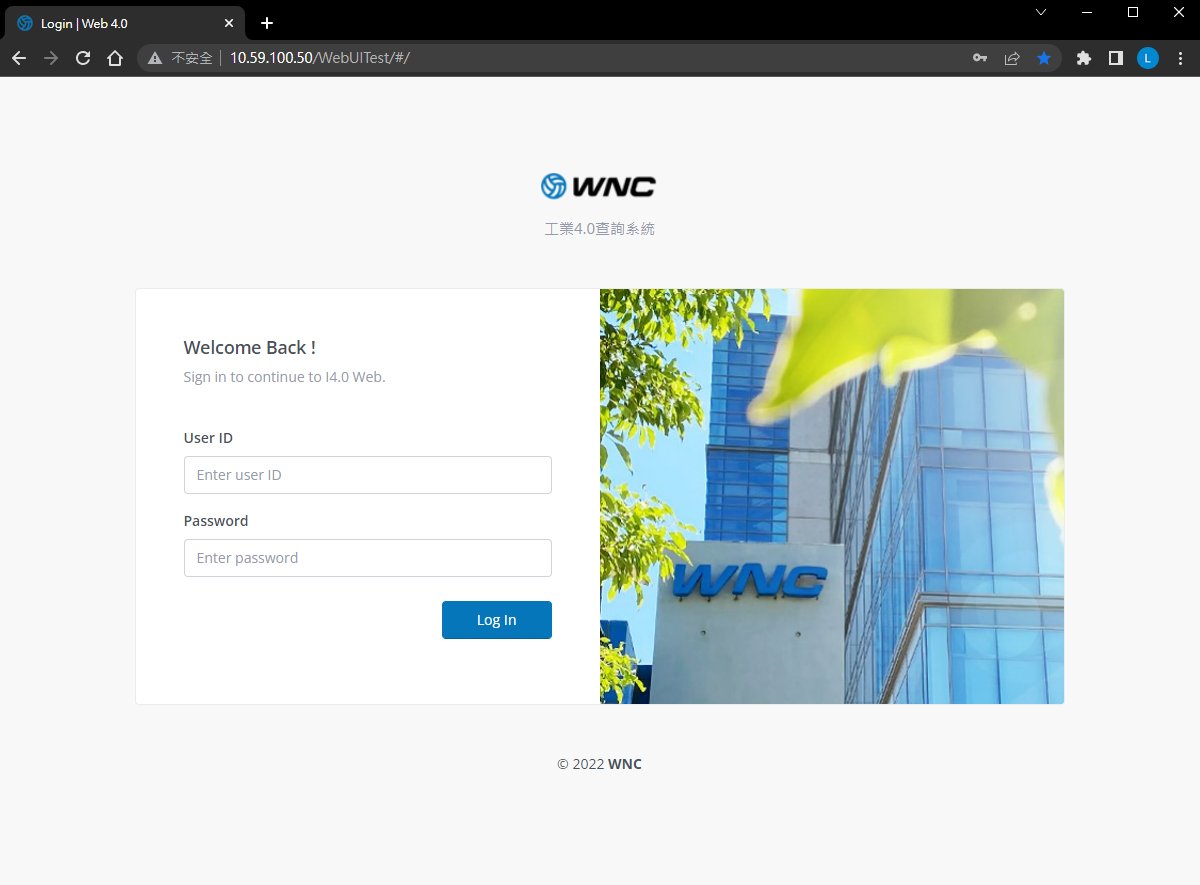 Login | Web 4.0
不安全
10.59.100.50/WebUITest/#/
L
WNC
工業4.0查詢系統
Welcome Back !
Sign in to continue to I4.0 Web.
User ID
Enter user ID
Password
Enter password
Log In
WNC
© 2022 WNC